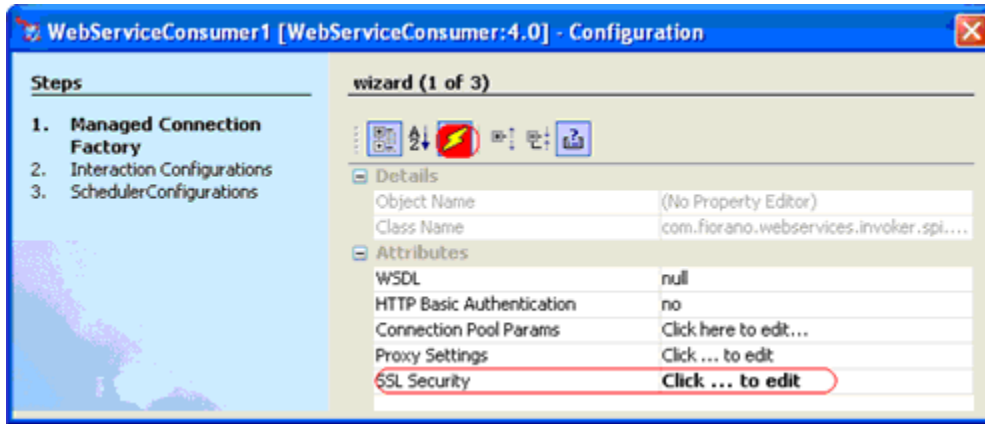 WebServiceConsumer1 [WebServiceConsumer:4.0] - Configuration
Steps
1. Managed Connection
Factory
2. Interaction Configurations
3. SchedulerConfigurations
wizard (1 of 3)
Details
Object Name (No Property Editor)
Class Name com.fiorano.webservices.invoker.spi....
Attributes
WSDL null
HTTP Basic Authentication no
Connection Pool Params Click here to edit...
Proxy Settings Click ... to edit
SSL Security Click ... to edit